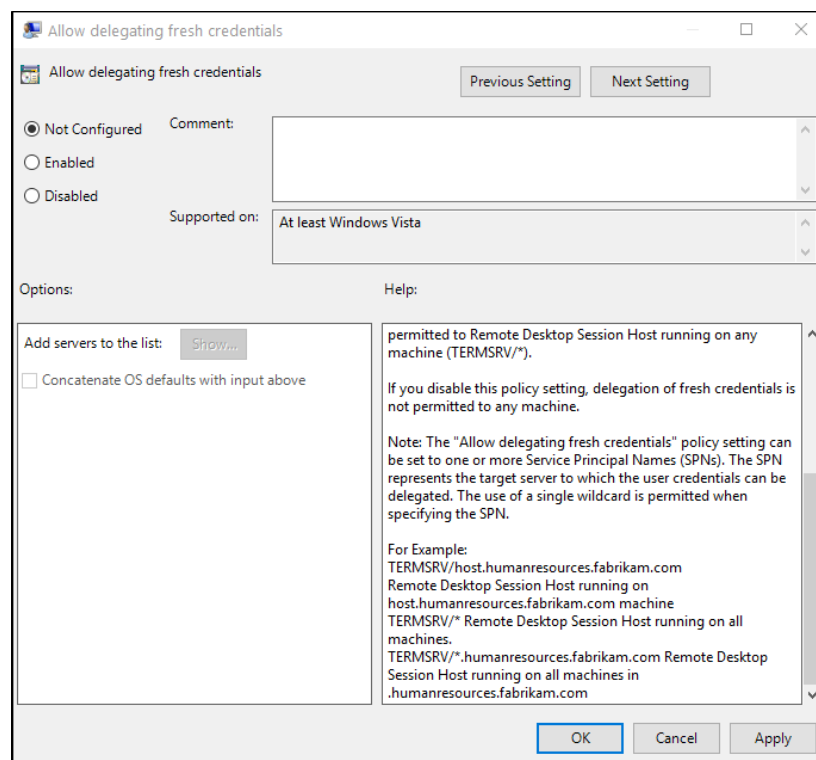 Allow delegating fresh credentials
Allow delegating fresh credentials
Previous Setting
Next Setting
Not Configured
Comment:
Enabled
Disabled
Supported on:
At least Windows Vista
Options:
Help:
Add servers to the list:
Show...
Concatenate OS defaults with input above
permitted to Remote Desktop Session Host running on any
machine (TERMSRV/*).
If you disable this policy setting, delegation of fresh credentials is
not permitted to any machine.
Note: The "Allow delegating fresh credentials" policy setting can
be set to one or more Service Principal Names (SPNs). The SPN
represents the target server to which the user credentials can be
delegated. The use of a single wildcard is permitted when
specifying the SPN.
For Example:
TERMSRV/host.humanresources.fabrikam.com
Remote Desktop Session Host running on
host.humanresources.fabrikam.com machine
TERMSRV/* Remote Desktop Session Host running on all
machines.
TERMSRV/*.humanresources.fabrikam.com Remote Desktop
Session Host running on all machines in
.humanresources.fabrikam.com
OK
Cancel
Apply